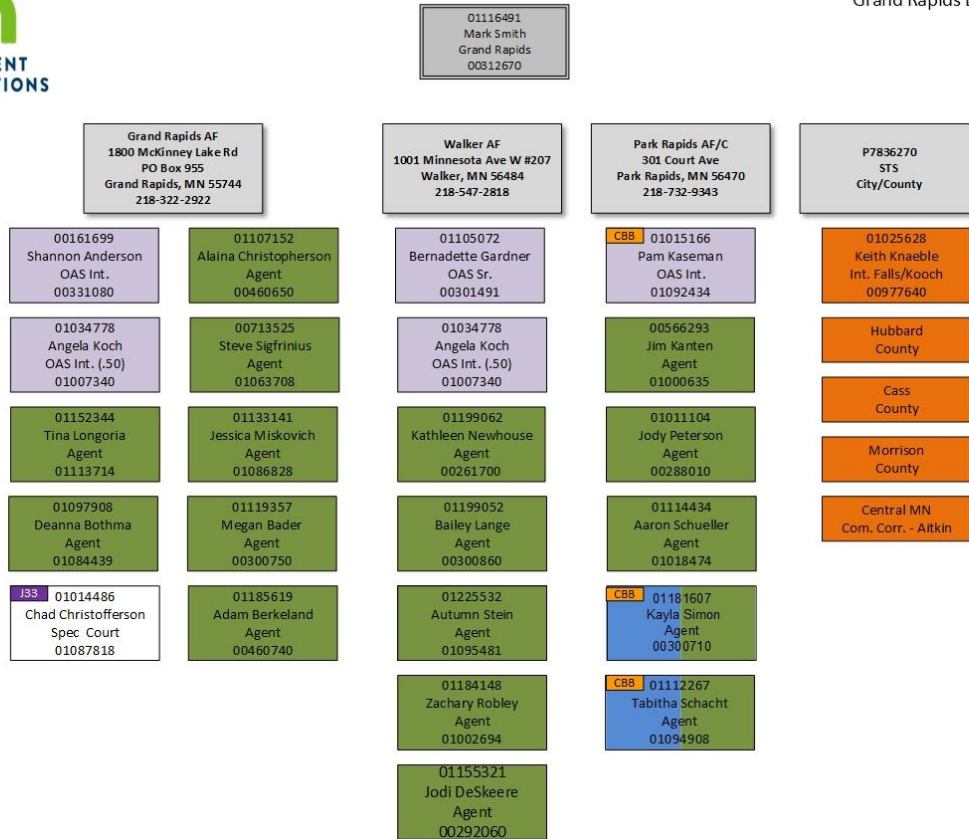 Grand Rapids
01116491
Mark Smith
Grand Rapids
00312670
IONS
Grand Rapids AF
1800 McKinney Lake Rd
PO Box 955
Grand Rapids, MN 55744
218-322-2922
00161699
Shannon Anderson
OAS Int.
00331080
01034778
Angela Koch
OAS Int. (.50)
01007340
01152344
Tina Longoria
Agent
01113714
01097908
Deanna Bothma
Agent
01084439
J33
01014486
Chad Christofferson
Spec Court
01087818
01107152
Alaina Christopherson
Agent
00460650
00713525
Steve Sigfrinius
Agent
01063708
01133141
Jessica Miskovich
Agent
01086828
01119357
Megan Bader
Agent
00300750
01185619
Adam Berkeland
Agent
00460740
Walker AF
1001 Minnesota Ave W #207
Walker, MN 56484
218-547-2818
01105072
Bernadette Gardner
OAS Sr.
00301491
01034778
Angela Koch
OAS Int. (.50)
01007340
01199062
Kathleen Newhouse
Agent
00261700
01199052
Bailey Lange
Agent
00300860
01225532
Autumn Stein
Agent
01095481
01184148
Zachary Robley
Agent
01002694
01155321
Jodi DeSkeere
Agent
00292060
Park Rapids AF/C
301 Court Ave
Park Rapids, MN 56470
218-732-9343
CBB
01015166
Pam Kaseman
OAS Int.
01092434
00566293
Jim Kanten
Agent
01000635
01011104
Jody Peterson
Agent
00288010
01114434
Aaron Schueller
Agent
01018474
CBB
01181607
Kayla Simon
Agent
00300710
CBB
01112267
Tabitha Schacht
Agent
01094908
P7836270
STS
City/County
01025628
Keith Knaeble
Int. Falls/Kooch
00977640
Hubbard
County
Cass
County
Morrison
County
Central MN
Com. Corr. - Aitkin